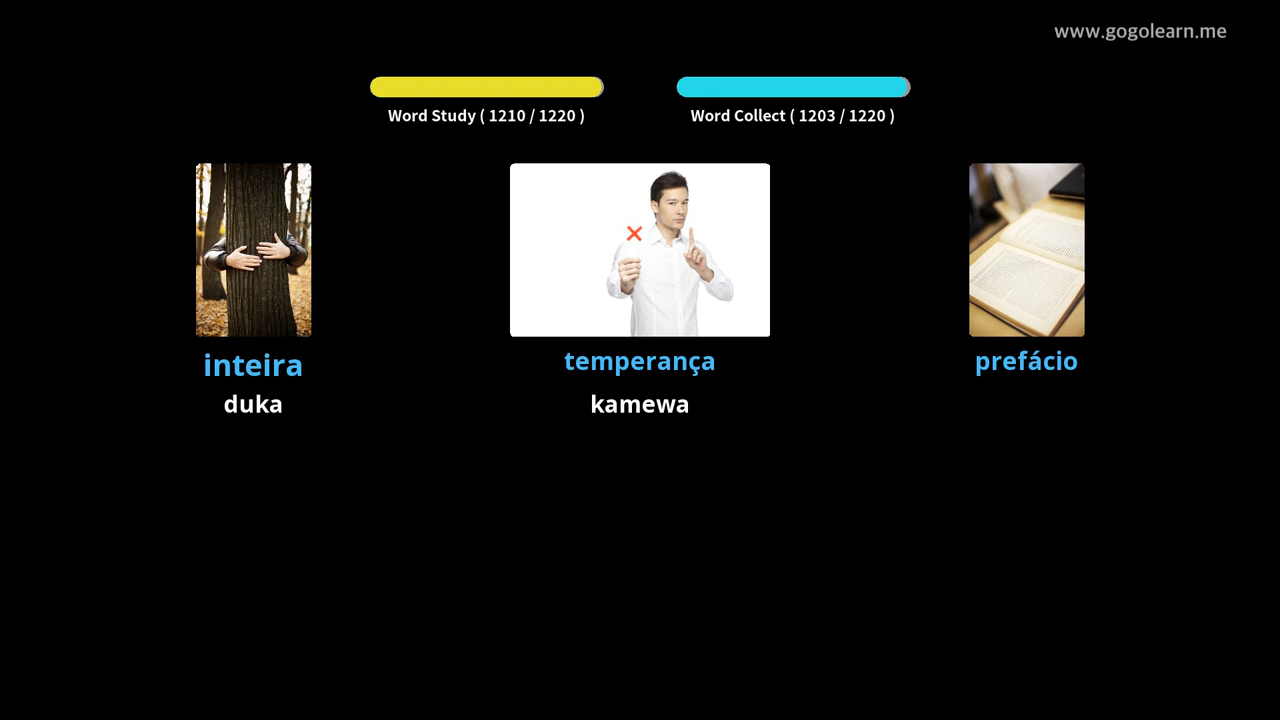 www.gogolearn.me
Word Study ( 1210 / 1220 )
Word Collect ( 1203 / 1220 )
inteira
temperança
prefácio
duka
kamewa